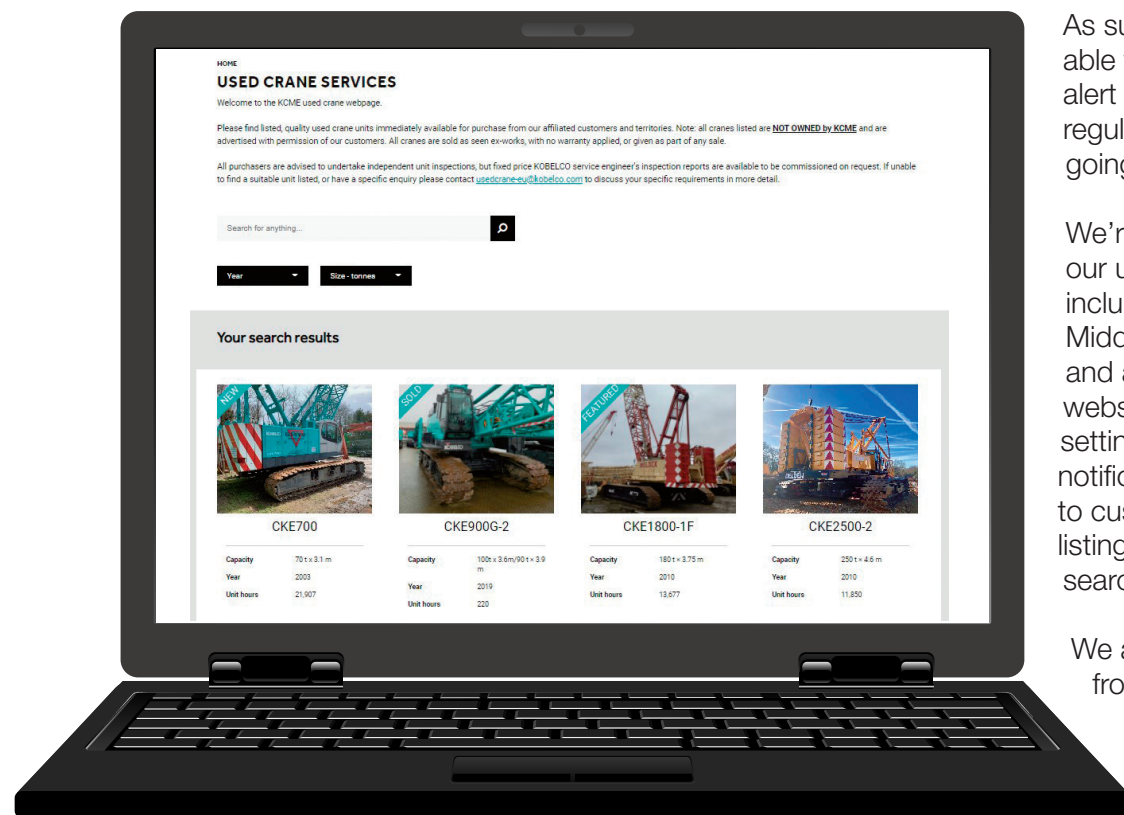 HOME
USED CRANE SERVICES
Welcome to the KCME used crane webpage.
Please find listed, quality used crane units immediately available for purchase from our affiliated customers and territories. Note: all cranes listed are NOT OWNED by KCME and are
advertised with permission of our customers. All cranes are sold as seen ex-works, with no warranty applied, or given as part of any sale.
All purchasers are advised to undertake independent unit inspections, but fixed price KOBELCO service engineer's inspection reports are available to be commissioned on request. If unable
to find a suitable unit listed, or have a specific enquiry please contact usedcrane-eu@kobelco.com to discuss your specific requirements in more detail.
Search for anything...
Year
Size - tonnes
Your search results
NEW
CKE700
Capacity 70 t x 3.1 m
Year 2003
Unit hours 21,907
SOLD
CKE900G-2
Capacity 100t x 3.6m/90 t x 3.9
m
Year 2019
Unit hours 220
FEATURED
CKE1800-1F
Capacity 180 t x 3.75 m
Year 2010
Unit hours 13,677
CKE2500-2
Capacity 250 t x 4.6 m
Year 2010
Unit hours 11,850
As su
able
alert
regul
going
We'r
our u
inclu
Midd
and a
webs
settin
notific
to cus
listing
searc
We a
fro